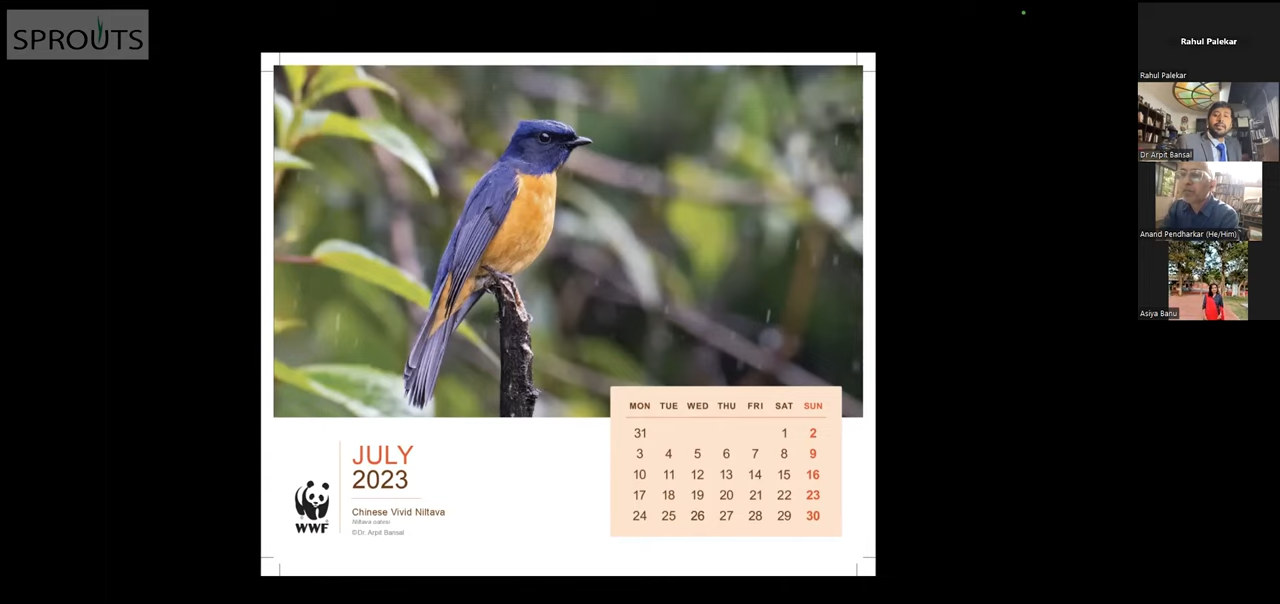 SPROUTS
Rahul Palekar
Rahul Palekar
Dr Arpit Bansal
Anand Pendharkar (He/Him)
Asiya Banu
MON TUE WED THU FRI SAT SUN
31 1 2
3 4 5 6 7 8 9
10 11 12 13 14 15 16
17 18 19 20 21 22 23
24 25 26 27 28 29 30
JULY
2023
Chinese Vivid Niltava
Niltava
©Dr. Arpit Bansal
WWF